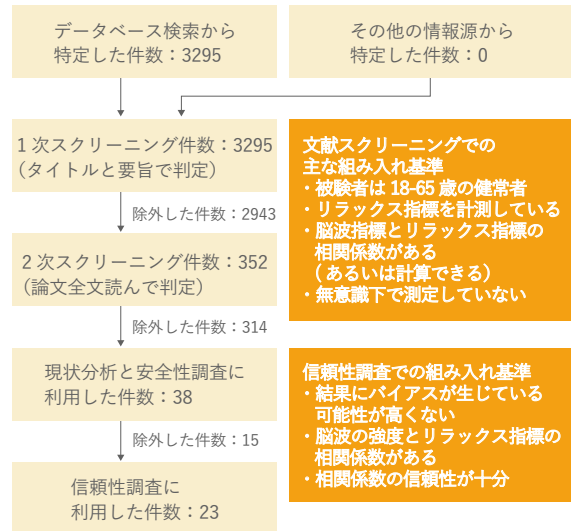 データベース検索から
特定した件数：3295
その他の情報源から
特定した件数：0
1 次スクリーニング件数：3295
（タイトルと要旨で判定）
除外した件数：2943
2 次スクリーニング件数：352
（論文全文読んで判定）
除外した件数：314
現状分析と安全性調査に
利用した件数：38
除外した件数：15
信頼性調査に
利用した件数：23
文献スクリーニングでの
主な組み入れ基準
・被験者は 18-65 歳の健常者
・リラックス指標を計測している
・脳波指標とリラックス指標の
相関係数がある
（あるいは計算できる）
・無意識下で測定していない
信頼性調査での組み入れ基準
・結果にバイアスが生じている
可能性が高くない
・脳波の強度とリラックス指標の
相関係数がある
・相関係数の信頼性が十分